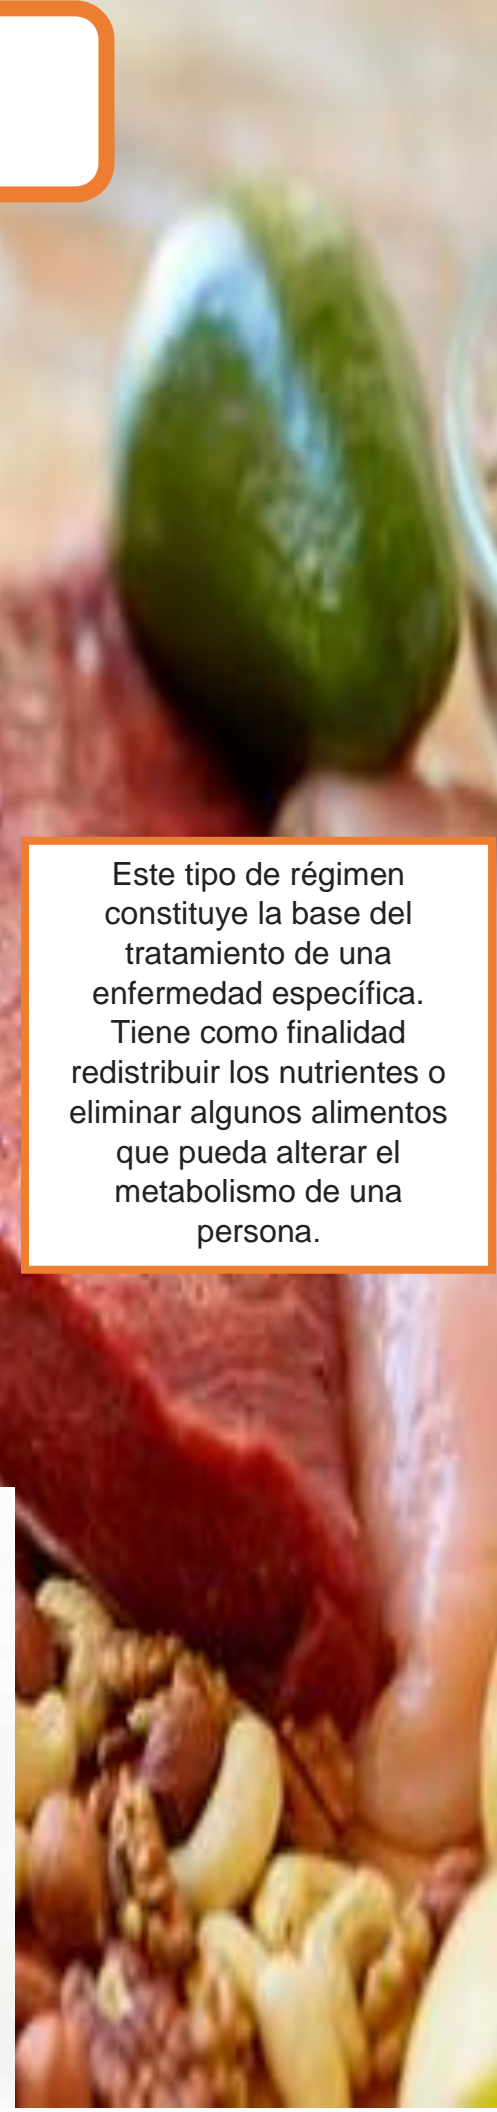 Este tipo de régimen
constituye la base del
tratamiento de una
enfermedad específica.
Tiene como finalidad
redistribuir los nutrientes o
eliminar algunos alimentos
que pueda alterar el
metabolismo de una
persona.